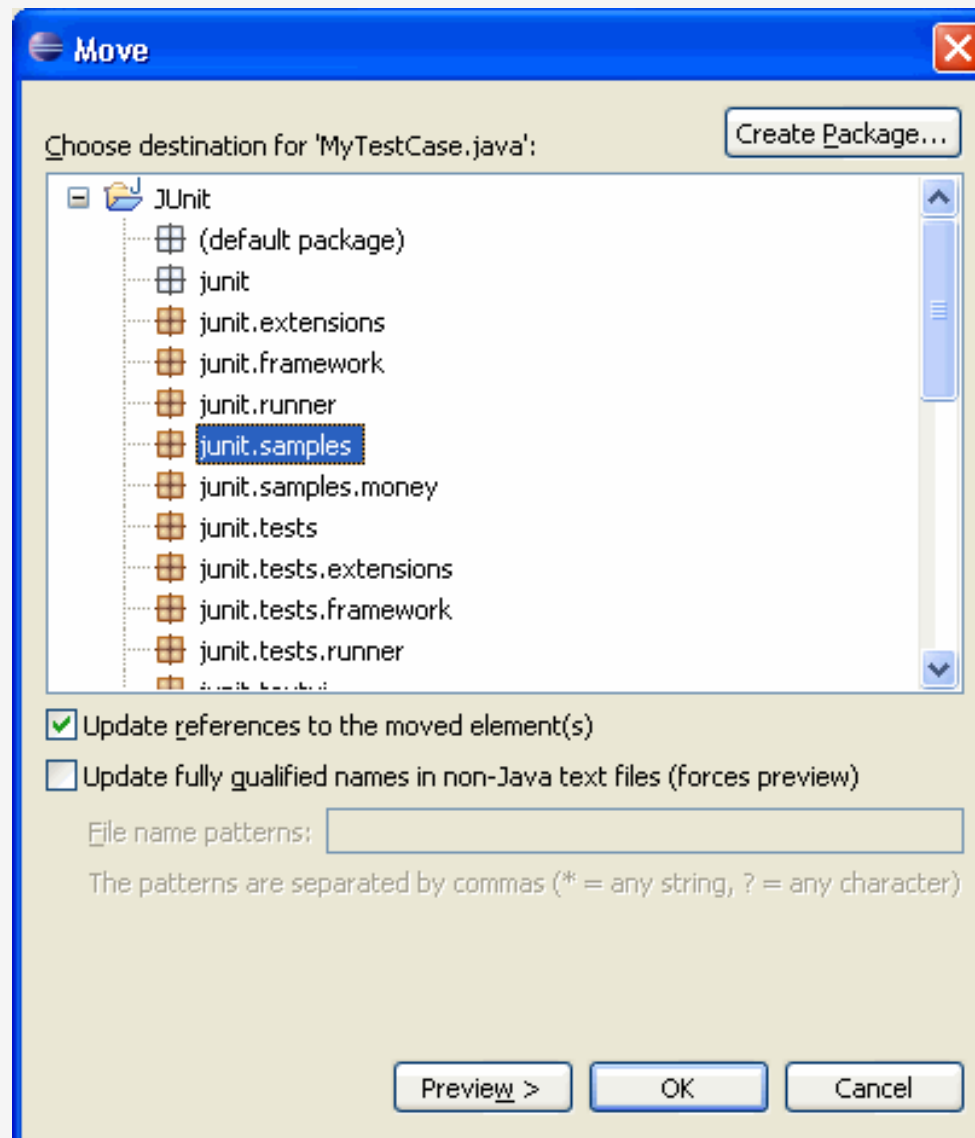 Move
Create Package...
Choose destination for 'MyTestCase.java':
JUnit
(default package)
junit
junit.extensions
junit.framework
junit.runner
junit.samples
junit.samples.money
junit.tests
junit.tests.extensions
junit.tests.framework
junit.tests.runner
Update references to the moved element(s)
Update fully qualified names in non-Java text files (forces preview)
File name patterns:
The patterns are separated by commas (* = any string, ? = any character)
Preview >
OK
Cancel